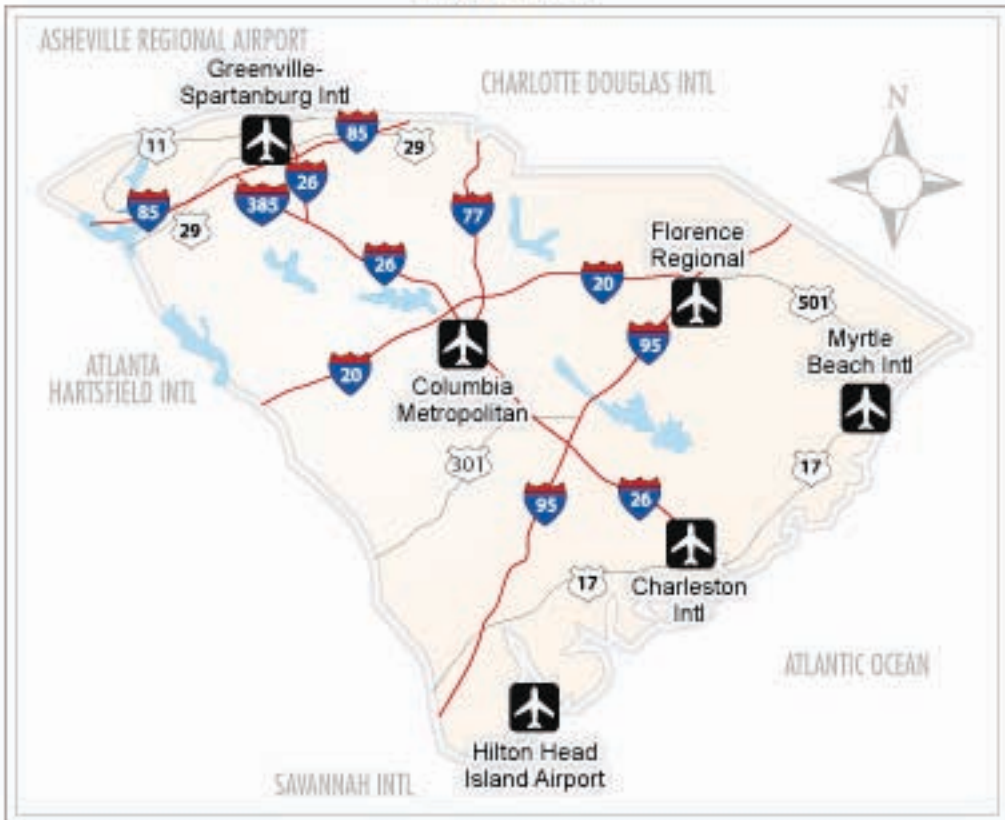 ASHEVILLE REGIONAL AIRPORT
Greenville-
Spartanburg Intl
CHARLOTTE DOUGLAS INTL
N
11
85
29
26
385
85
29
77
26
Florence
Regional
20
501
95
Myrtle
Beach Intl
ATLANTA
HARTSFIELD INTL
20
Columbia
Metropolitan
301
17
95
26
17
Charleston
Intl
ATLANTIC OCEAN
Hilton Head
Island Airport
SAVANNAH INTL